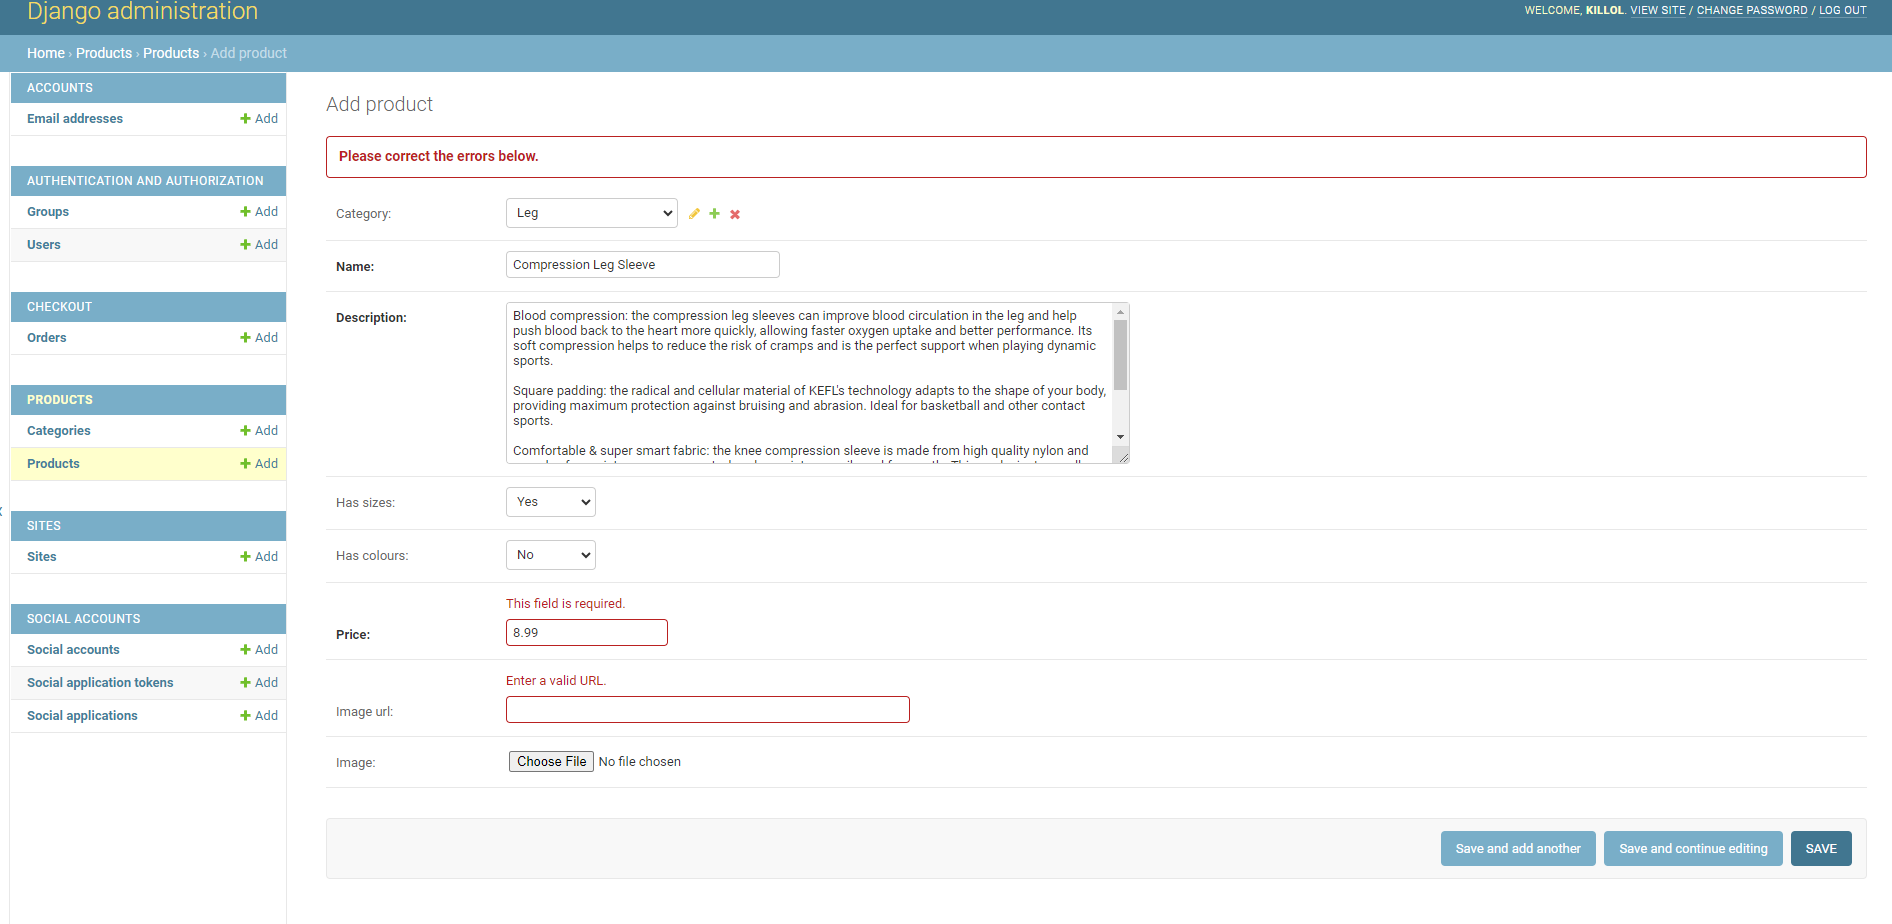 Django administration
WELCOME, KILLOL. VIEW SITE / CHANGE PASSWORD / LOG OUT
Home › Products › Products › Add product
ACCOUNTS
Email addresses
Add
AUTHENTICATION AND AUTHORIZATION
Groups
Add
Users
Add
CHECKOUT
Orders
Add
PRODUCTS
Categories
Add
Products
Add
SITES
Sites
Add
SOCIAL ACCOUNTS
Social accounts
Add
Social application tokens
Add
Social applications
Add
Add product
Please correct the errors below.
Category:
Leg
Name:
Compression Leg Sleeve
Description:
Blood compression: the compression leg sleeves can improve blood circulation in the leg and help
push blood back to the heart more quickly, allowing faster oxygen uptake and better performance. Its
soft compression helps to reduce the risk of cramps and is the perfect support when playing dynamic
sports.
Square padding: the radical and cellular material of KEFL's technology adapts to the shape of your body,
providing maximum protection against bruising and abrasion. Ideal for basketball and other contact
sports.
Comfortable & super smart fabric: the knee compression sleeve is made from high quality nylon and
Has sizes:
Yes
Has colours:
No
This field is required.
Price:
8.99
Enter a valid URL.
Image url:
Image:
Choose File No file chosen
Save and add another
Save and continue editing
SAVE